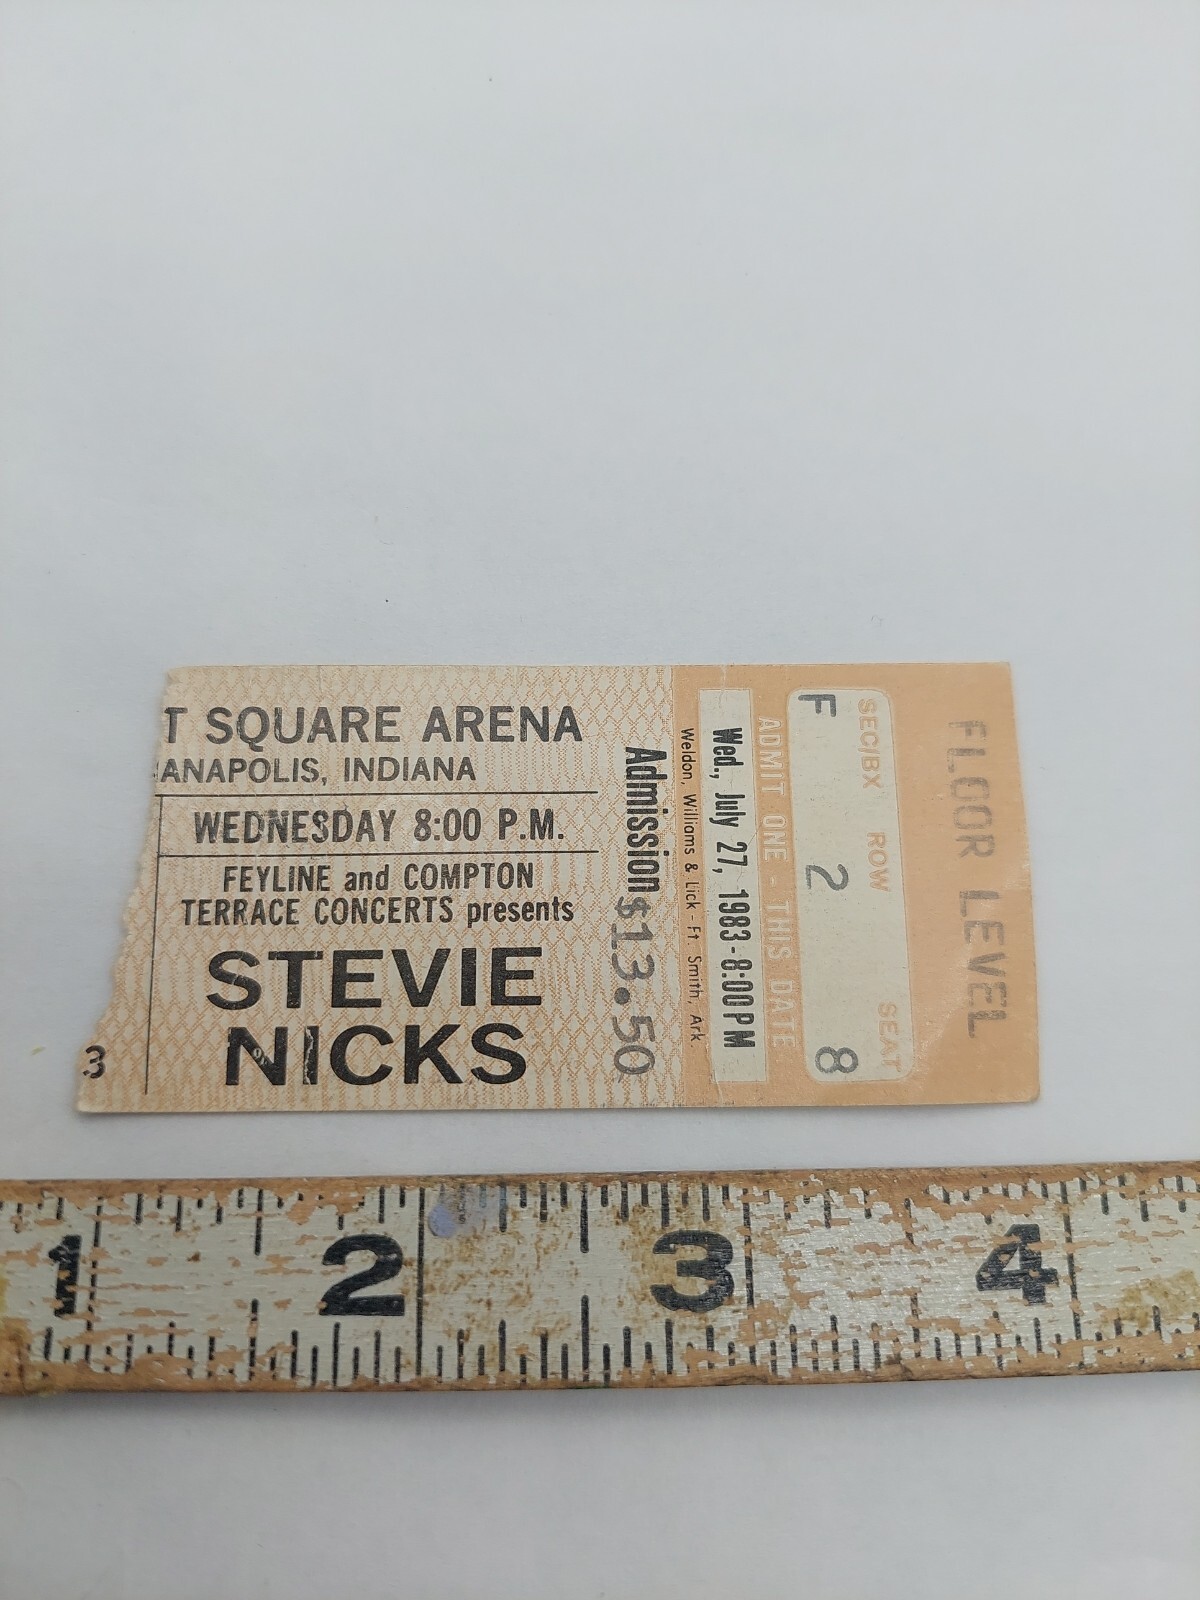 T SQUARE ARENA
ANAPOLIS, INDIANA
WEDNESDAY 8:00 P.M.
FEYLINE and COMPTON
TERRACE CONCERTS presents
STEVIE
NICKS
3
Admission $13.50
Weldon, Williams & Lick - Ft. Smith, Ark.
Wed., July 27, 1983-8:00PM
ADMIT ONE - THIS DATE
F 2 8
SEC/BX ROW SEAT
FLOOR LEVEL
1 2 3 4